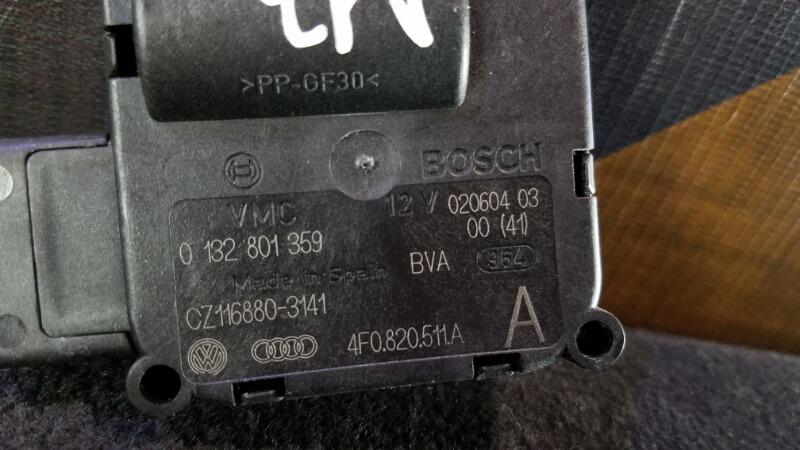 >PP-GF30<
BOSCH
VMC 12 V 020604 03
00 (41)
0 132 801 359
Made in Spain BVA 964
CZ116880-3141
A
4F0.820.511.A